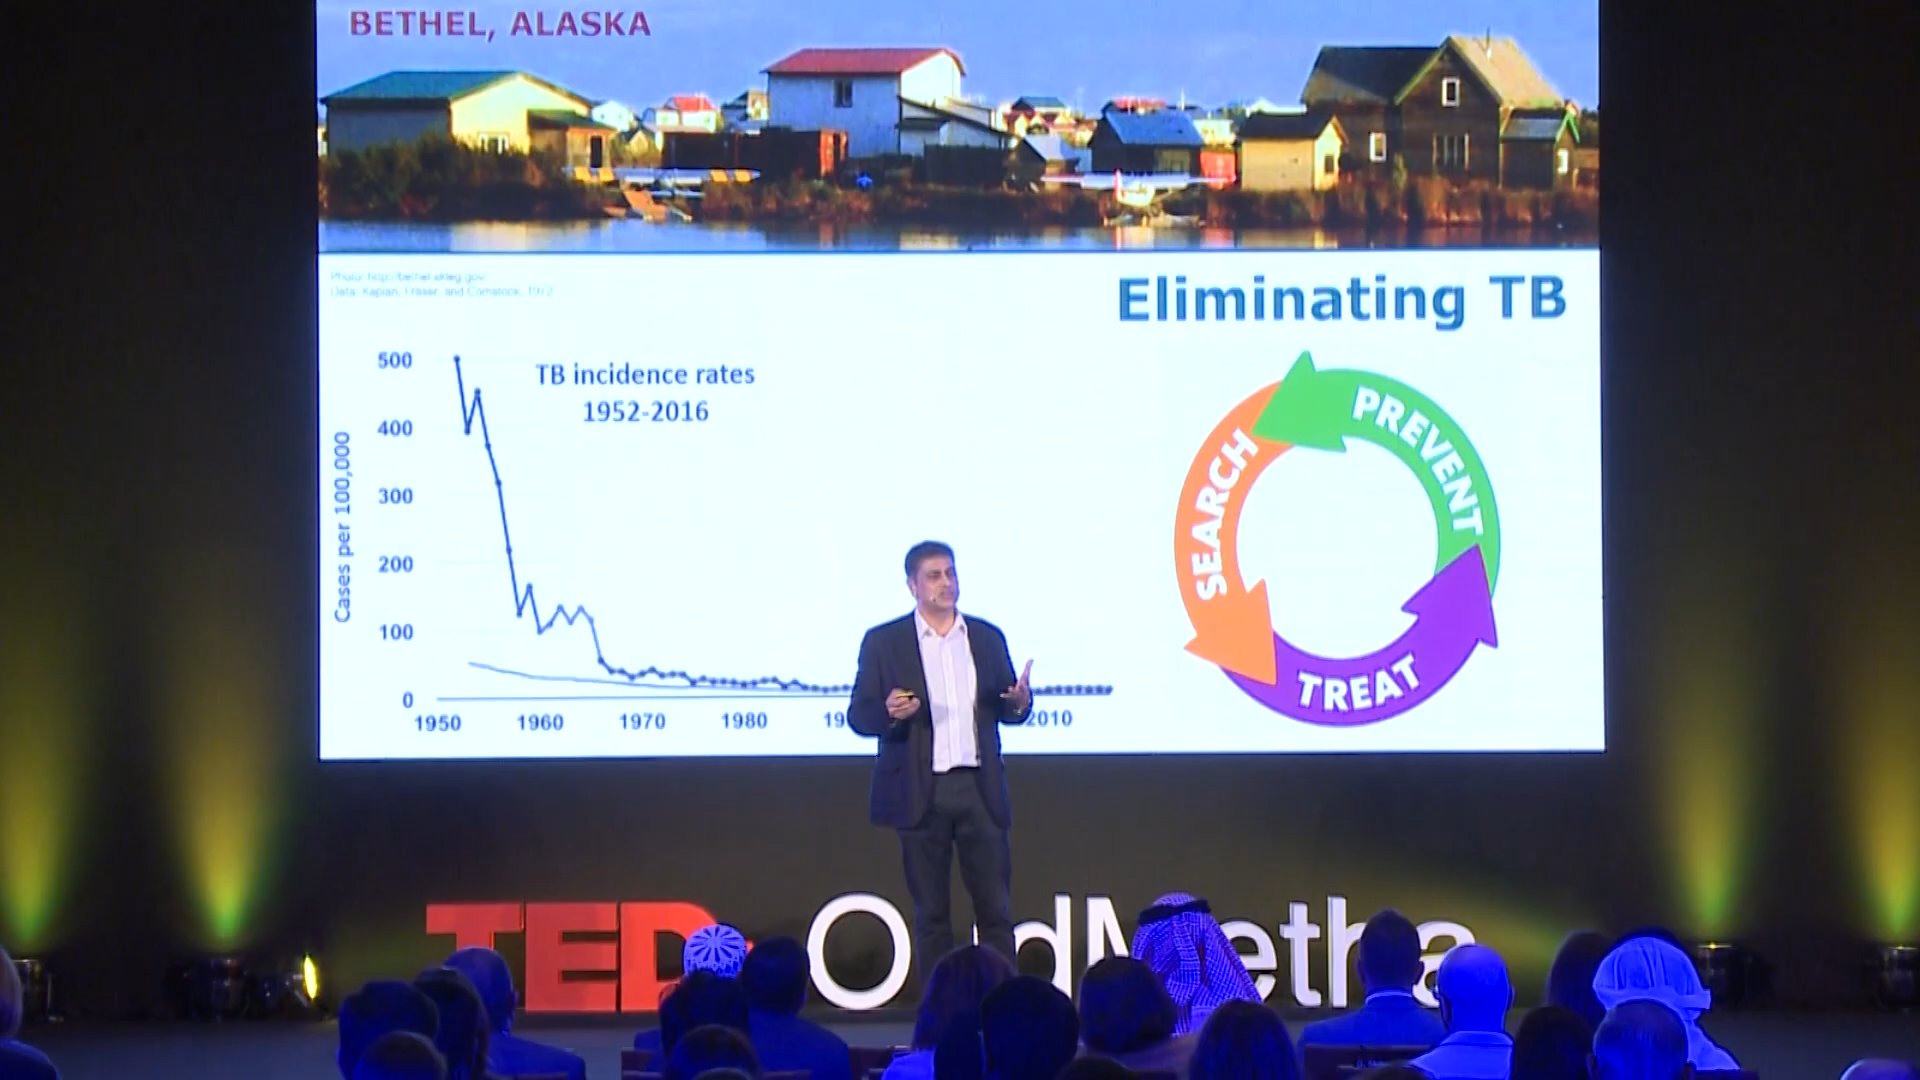 BETHEL, ALASKA
Photo: http://bethel.akleg.gov/
Data: Kaplan, Fraser, and Comstock, 1972
Eliminating TB
TB incidence rates
1952-2016
Cases per 100,000
500
400
300
200
100
0
1950 1960 1970 1980 2010
SEARCH
PREVENT
TREAT
TED